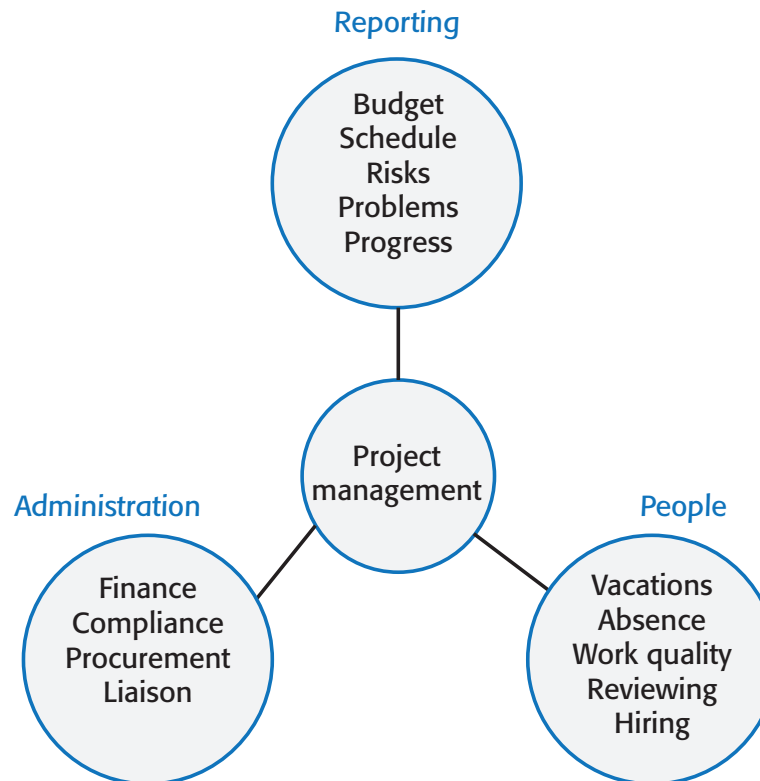 Reporting
Budget
Schedule
Risks
Problems
Progress
Project
management
Administration
Finance
Compliance
Procurement
Liaison
People
Vacations
Absence
Work quality
Reviewing
Hiring